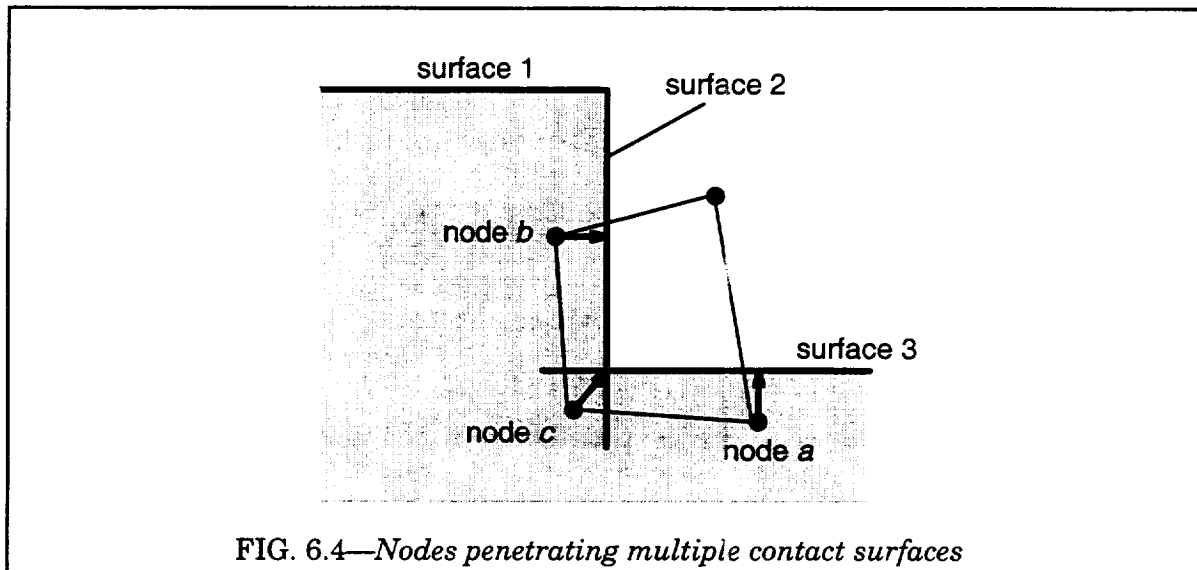 surface 1
surface 2
node b
surface 3
node c
node a
FIG. 6.4—Nodes penetrating multiple contact surfaces